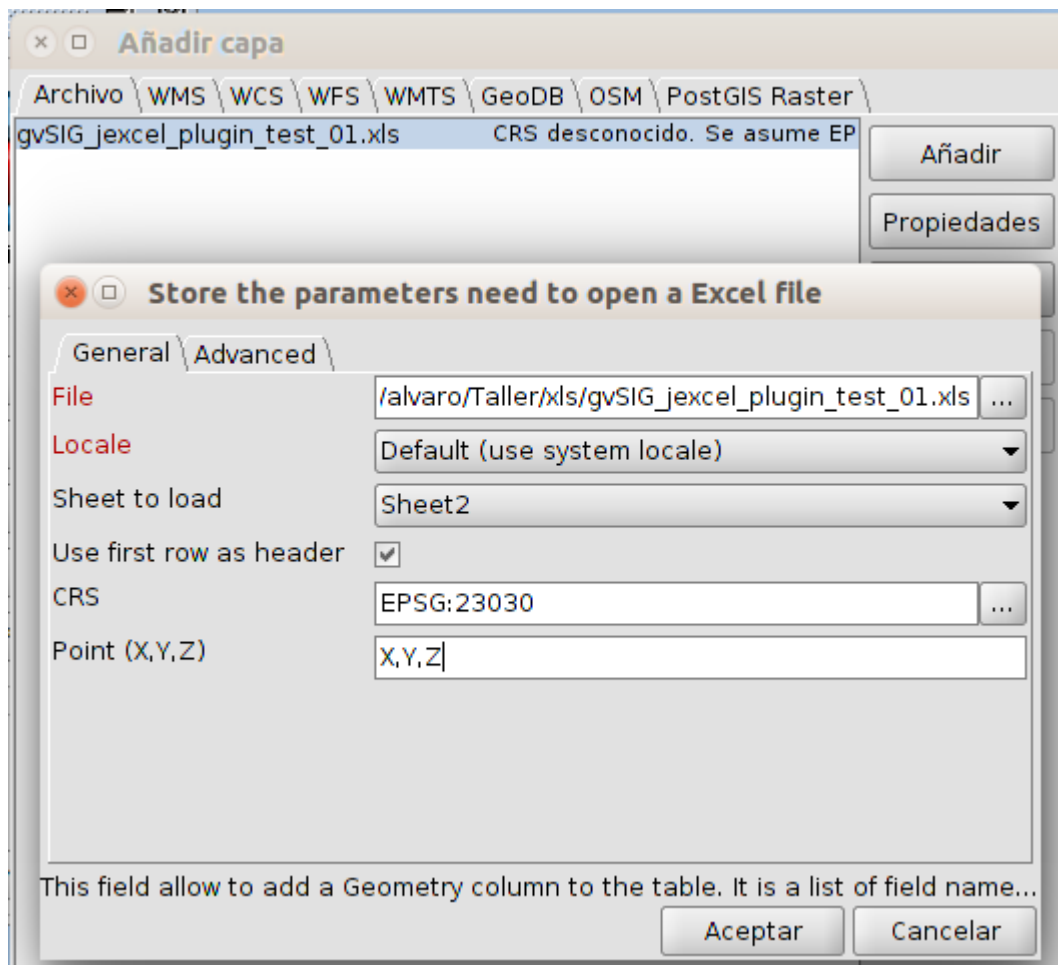 Añadir capa
Archivo WMS WCS WFS WMTS GeoDB OSM PostGIS Raster
gvSIG_jexcel_plugin_test_01.xls CRS desconocido. Se asume EP
Añadir
Propiedades
Store the parameters need to open a Excel file
General Advanced
File /alvaro/Taller/xls/gvSIG_jexcel_plugin_test_01.xls ...
Locale Default (use system locale)
Sheet to load Sheet2
Use first row as header
CRS EPSG:23030 ...
Point (X,Y,Z) X,Y,Z
This field allow to add a Geometry column to the table. It is a list of field name...
Aceptar Cancelar